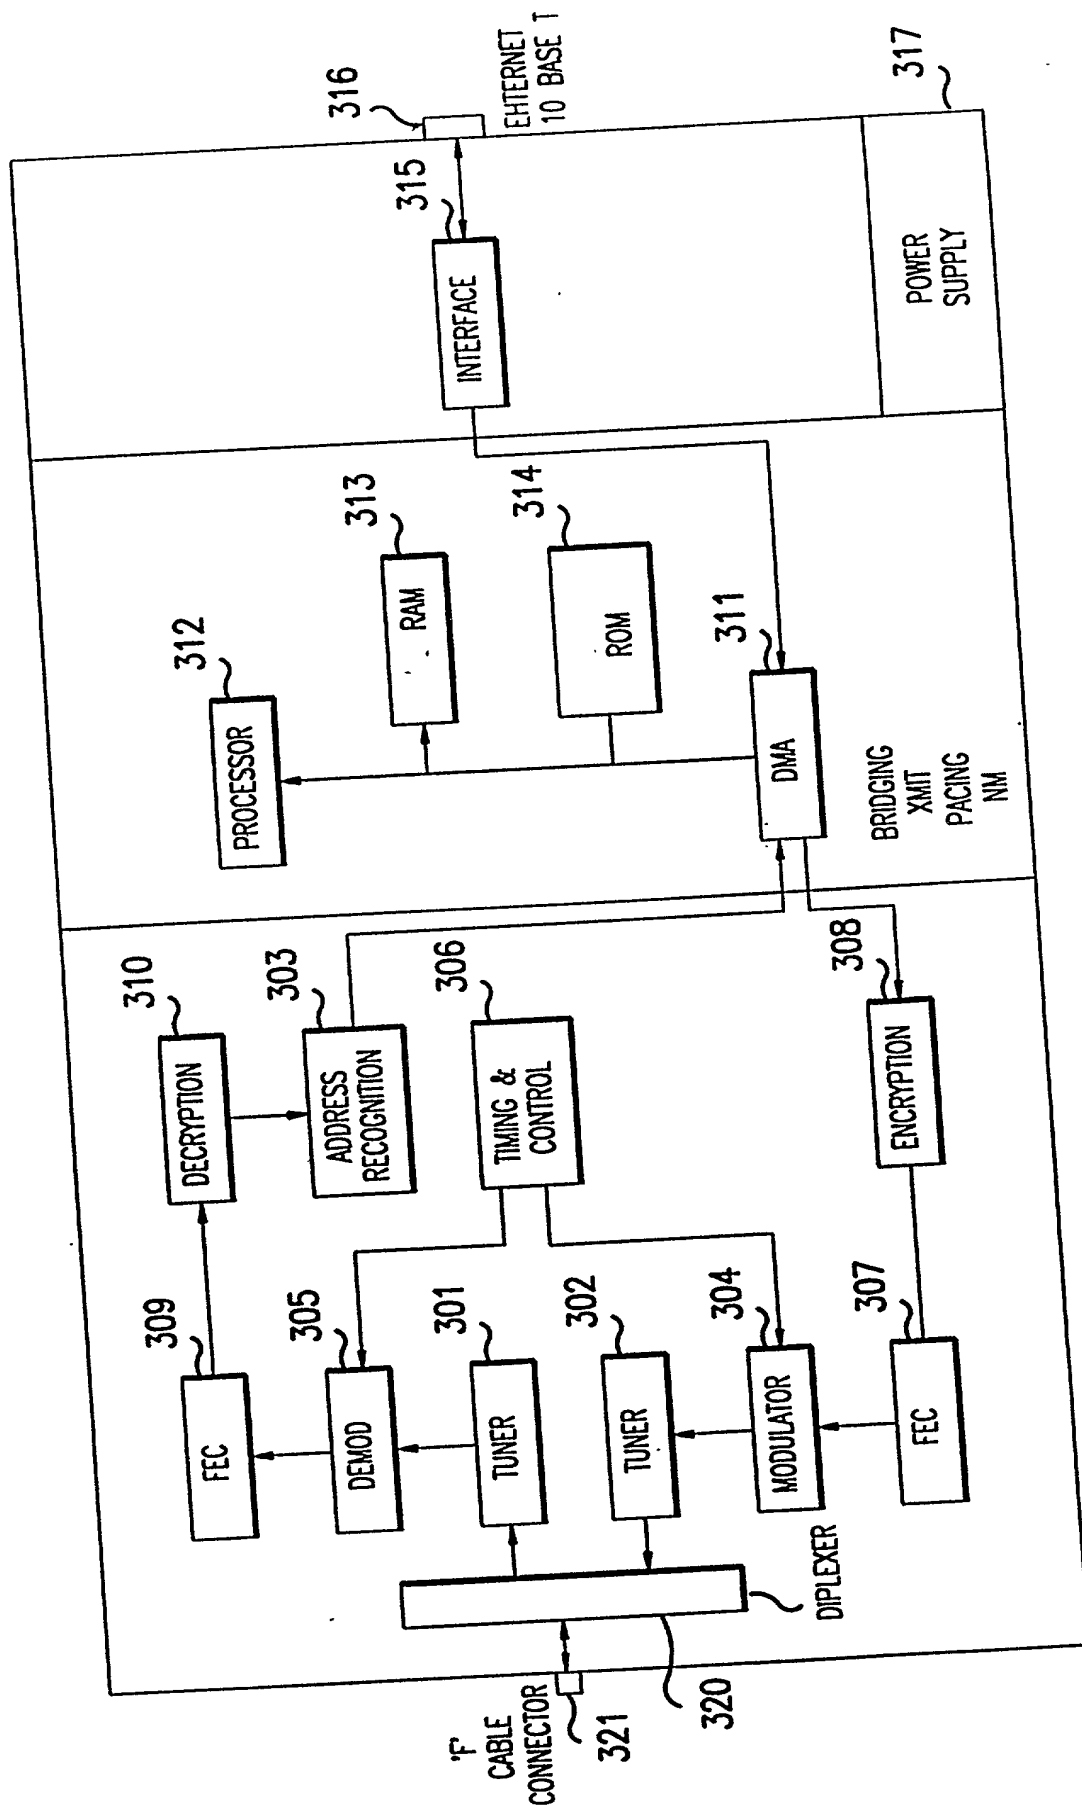 'F'
CABLE
CONNECTOR
321
320
DIPLEXER
309
FEC
305
DEMOD
301
TUNER
302
TUNER
304
MODULATOR
307
FEC
310
DECRYPTION
303
ADDRESS
RECOGNITION
306
TIMING &
CONTROL
308
ENCRYPTION
312
PROCESSOR
313
RAM
314
ROM
311
DMA
BRIDGING
XMIT
PACING
NM
315
INTERFACE
316
EHTERNET
10 BASE T
317
POWER
SUPPLY